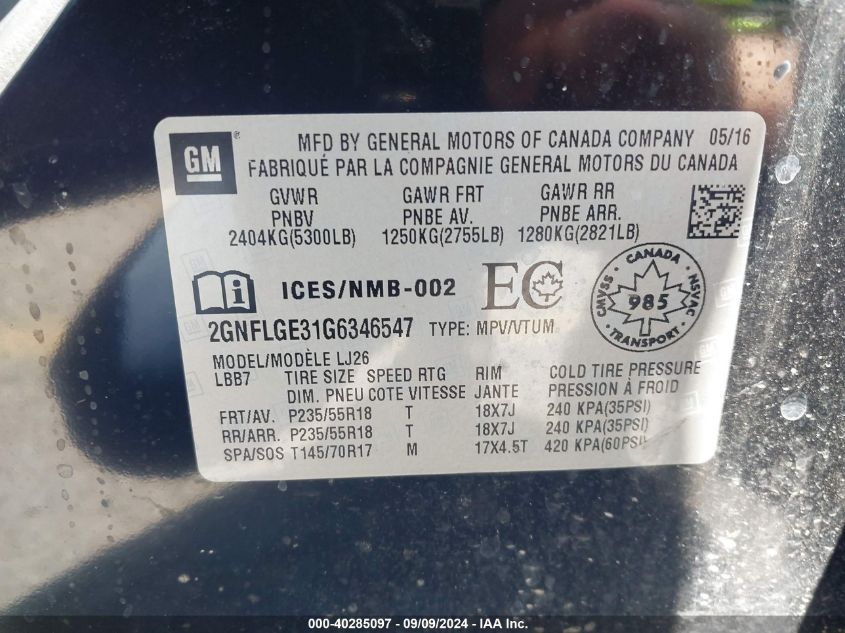 GM ®
MFD BY GENERAL MOTORS OF CANADA COMPANY 05/16
FABRIQUÉ PAR LA COMPAGNIE GENERAL MOTORS DU CANADA
GVWR GAWR FRT GAWR RR
PNBV PNBE AV. PNBE ARR.
2404KG(5300LB) 1250KG(2755LB) 1280KG(2821LB)
ICES/NMB-002 EC
CANADA
CMVSS 985 NSVAC
TRANSPORT
2GNFLGE31G6346547 TYPE: MPV/VTUM
MODEL/MODÈLE LJ26
LBB7 TIRE SIZE SPEED RTG RIM COLD TIRE PRESSURE
DIM. PNEU COTE VITESSE JANTE PRESSION À FROID
FRT/AV. P235/55R18 T 18X7J 240 KPA(35PSI)
RR/ARR. P235/55R18 T 18X7J 240 KPA(35PSI)
SPA/SOS T145/70R17 M 17X4.5T 420 KPA(60PSI)
000-40285097 - 09/09/2024 - IAA Holdings, LLC. - Copyright © 2024 - IAA Inc.